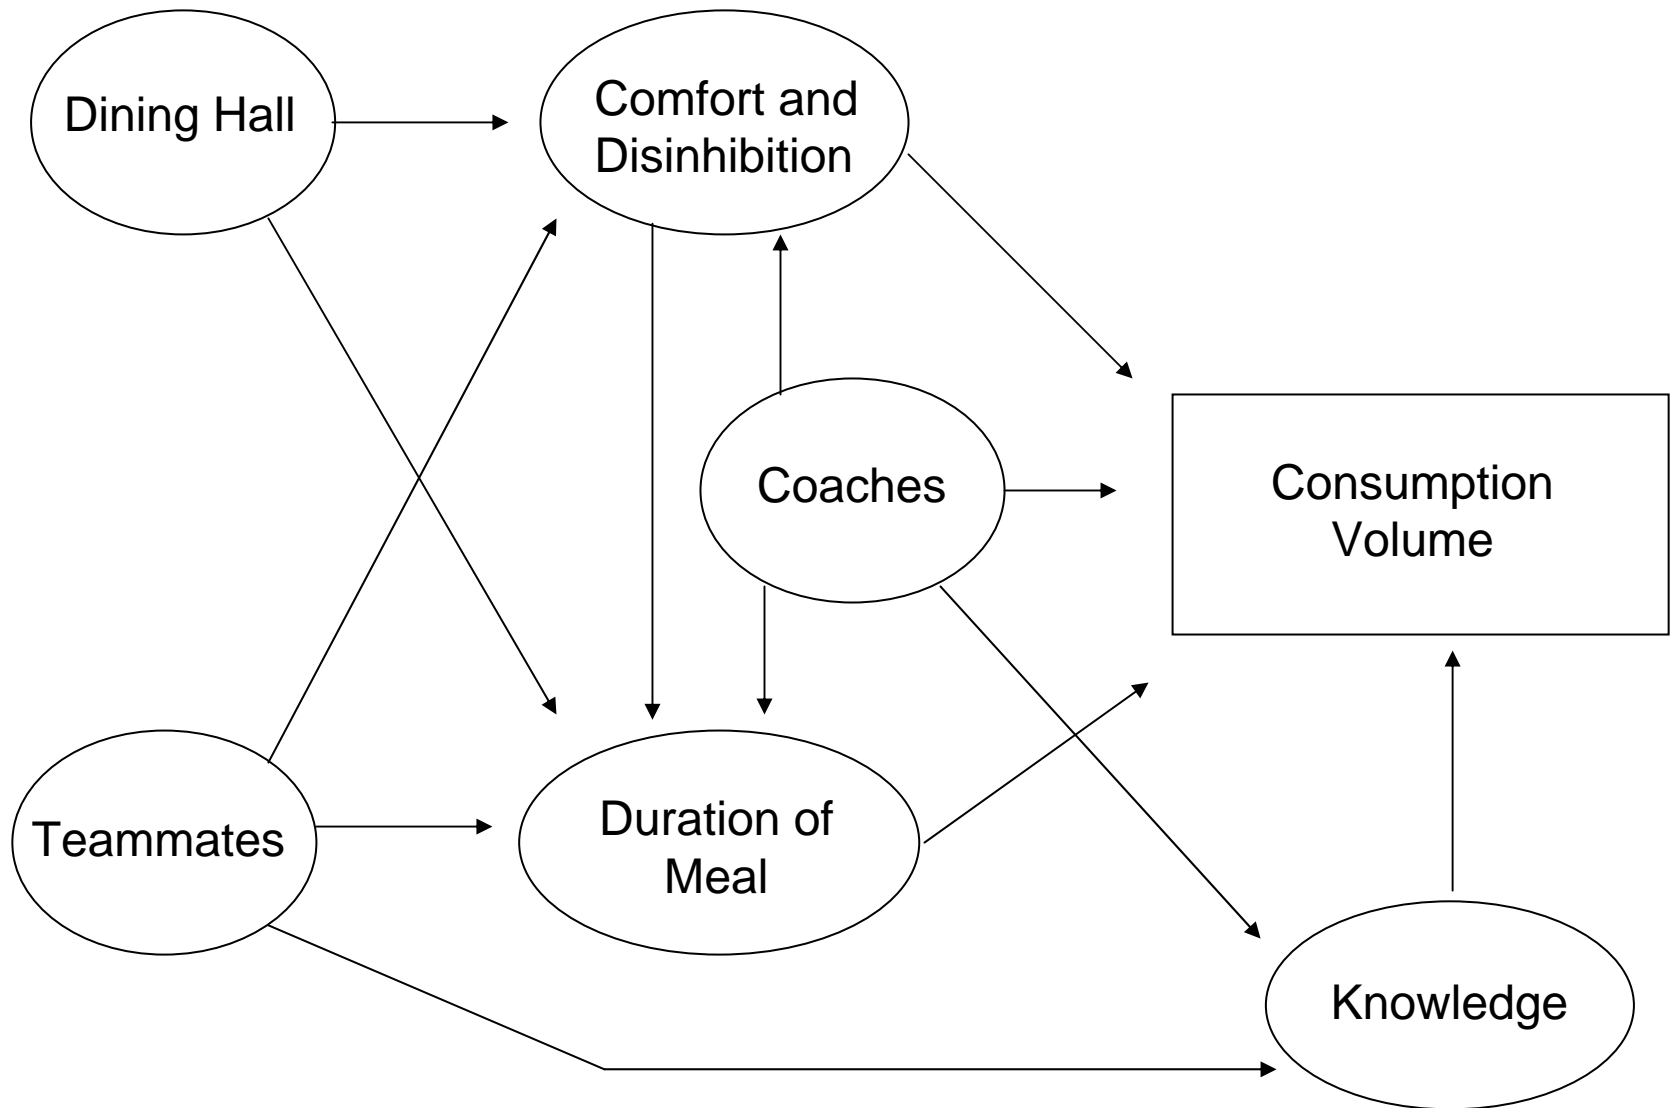 Dining Hall
Comfort and
Disinhibition
Coaches
Consumption
Volume
Teammates
Duration of
Meal
Knowledge